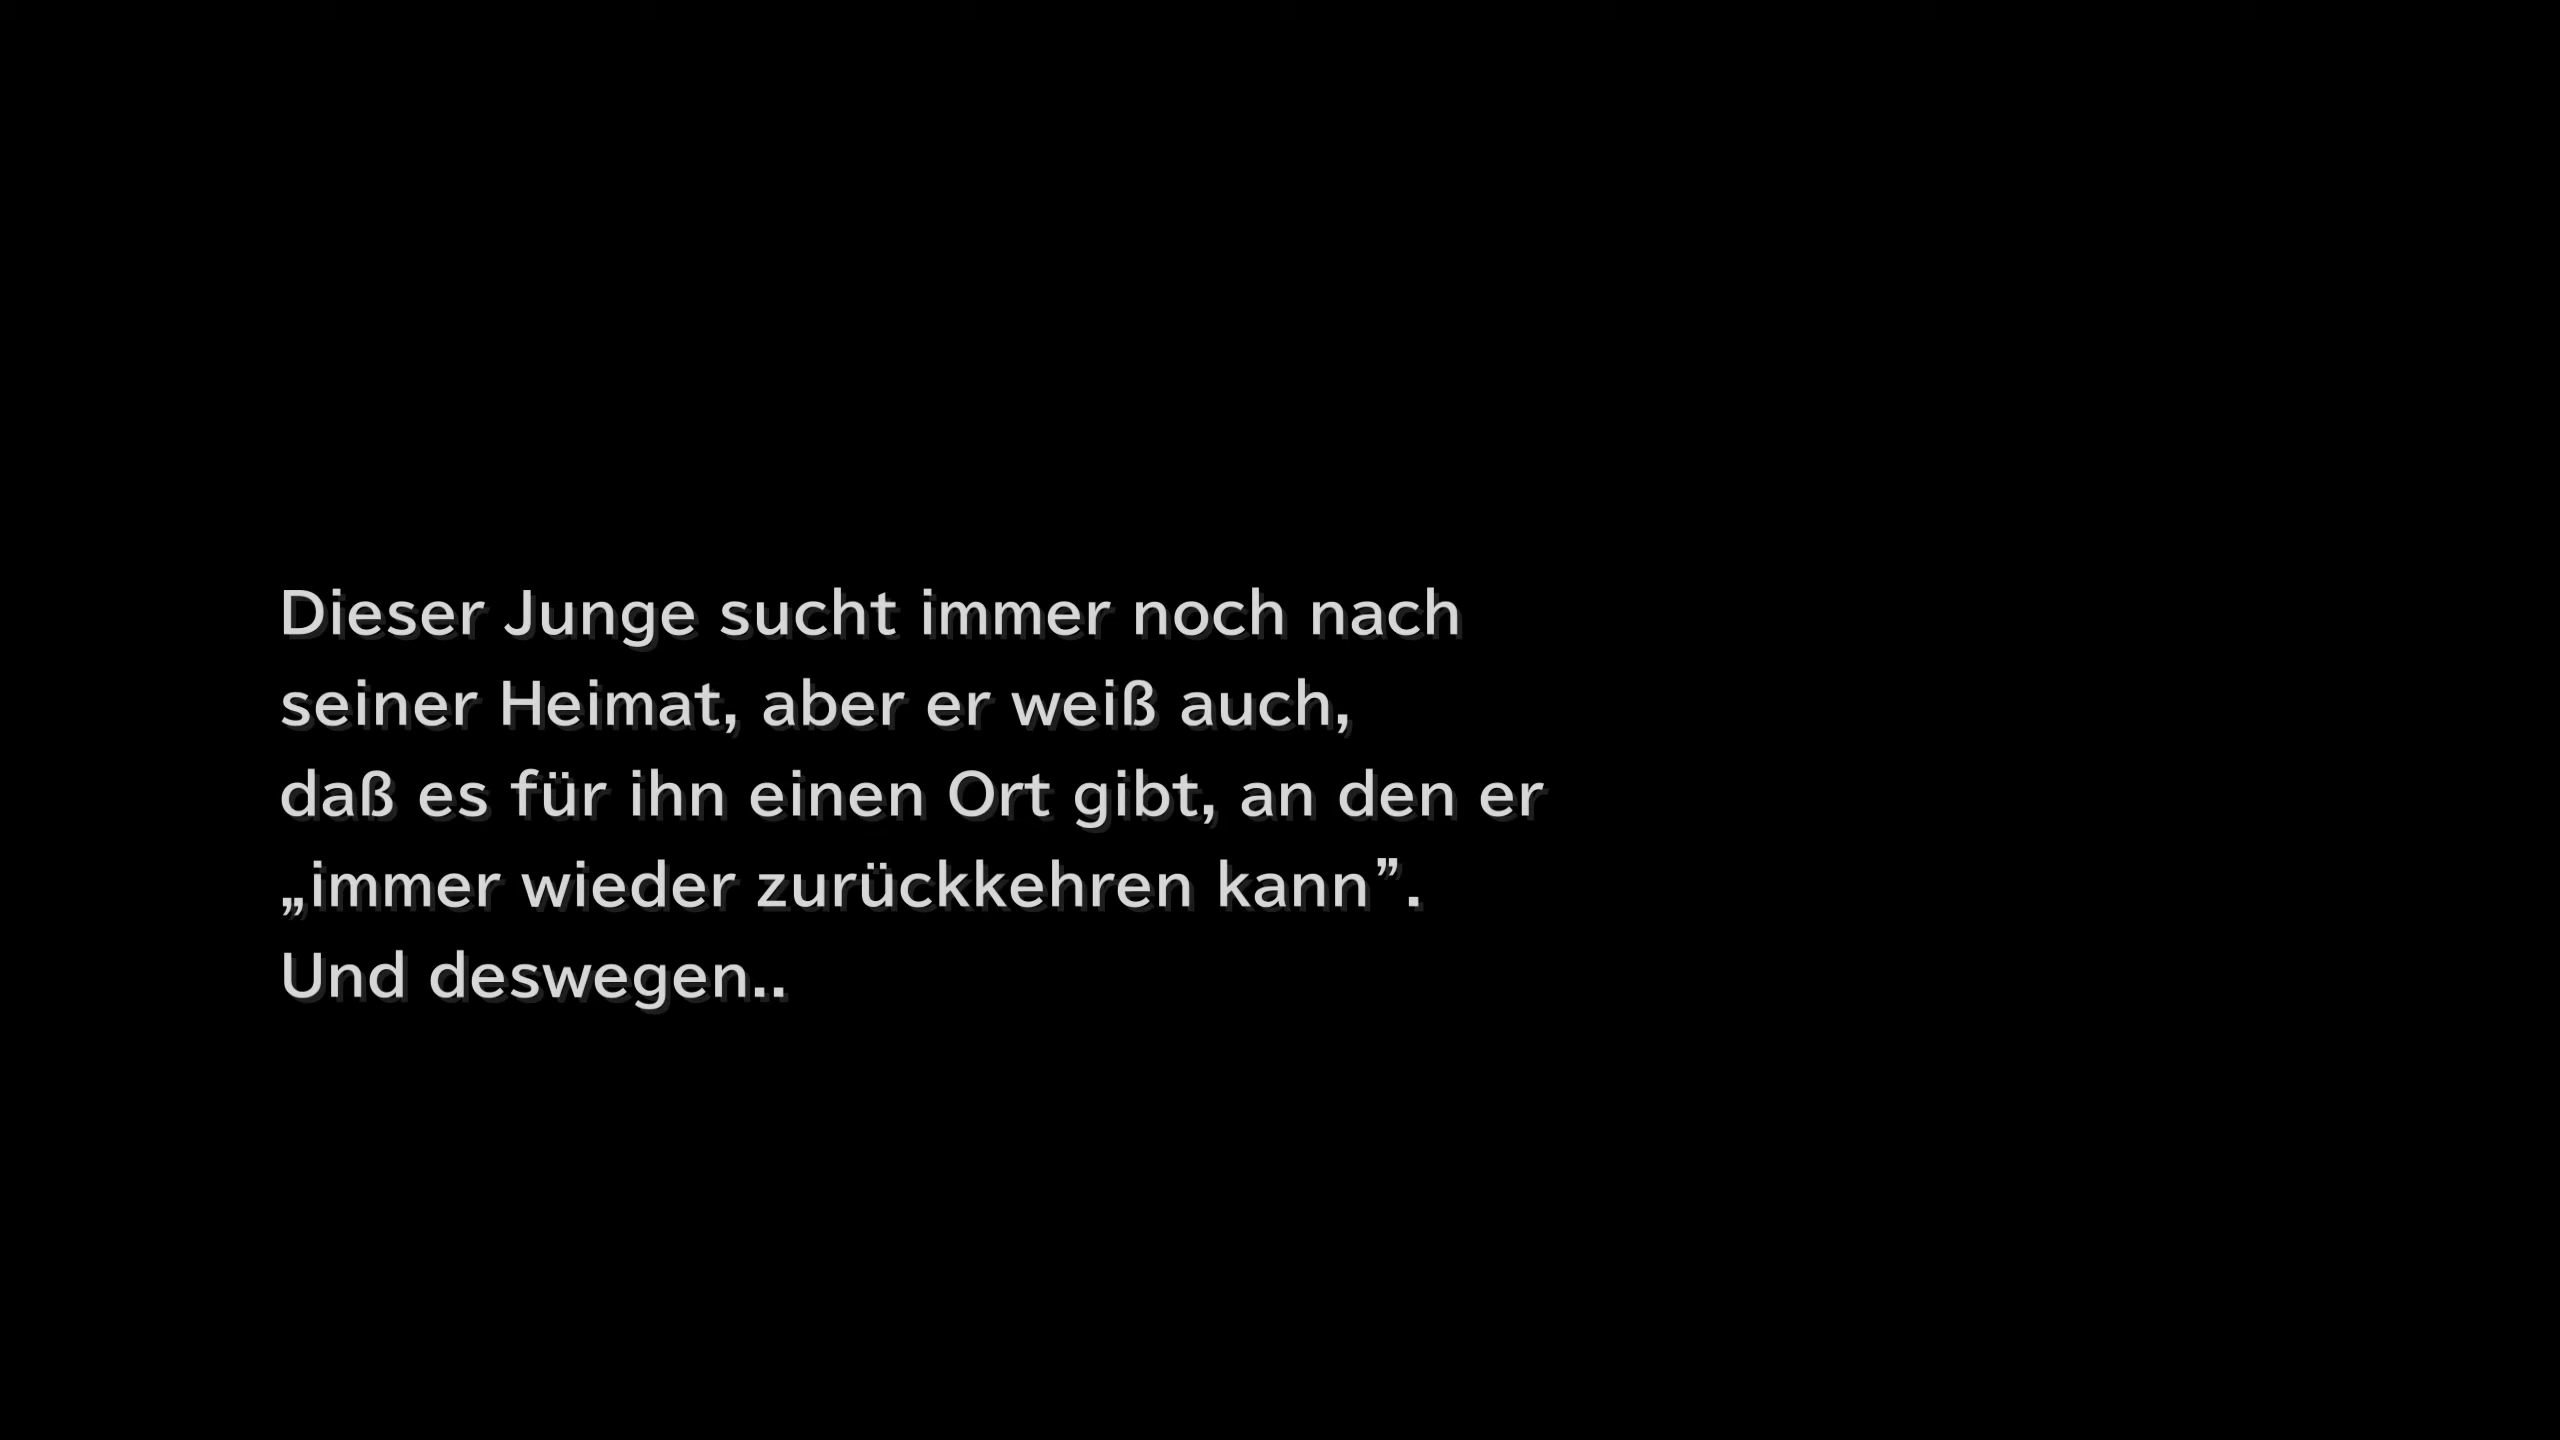 Dieser Junge sucht immer noch nach
seiner Heimat, aber er weiß auch,
daß es für ihn einen Ort gibt, an den er
„immer wieder zurückkehren kann”.
Und deswegen..